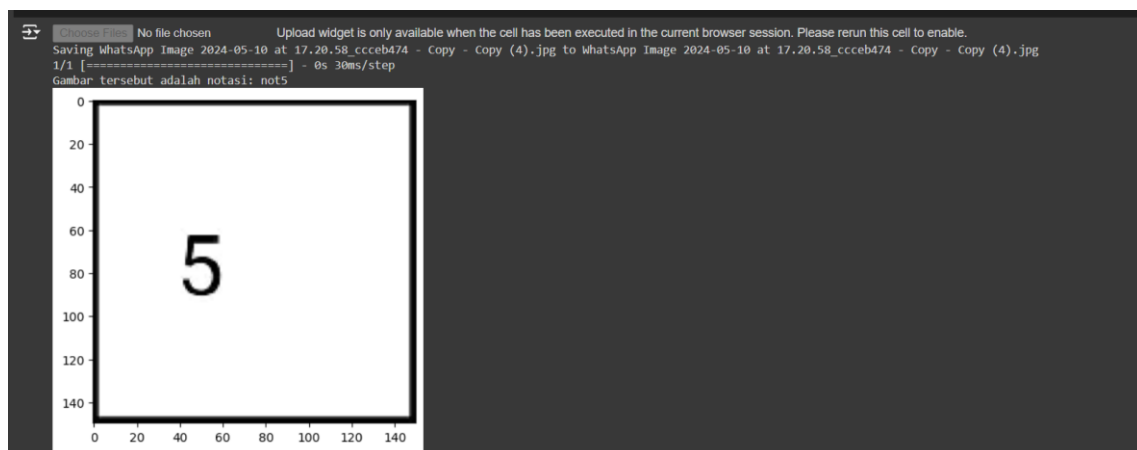 Choose Files No file chosen Upload widget is only available when the cell has been executed in the current browser session. Please rerun this cell to enable.
Saving WhatsApp Image 2024-05-10 at 17.20.58_ccceb474 - Copy - Copy (4).jpg to WhatsApp Image 2024-05-10 at 17.20.58_ccceb474 - Copy - Copy (4).jpg
1/1 [==============================] - 0s 30ms/step
Gambar tersebut adalah notasi: not5
0
20
40
60
5
80
100
120
140
0 20 40 60 80 100 120 140